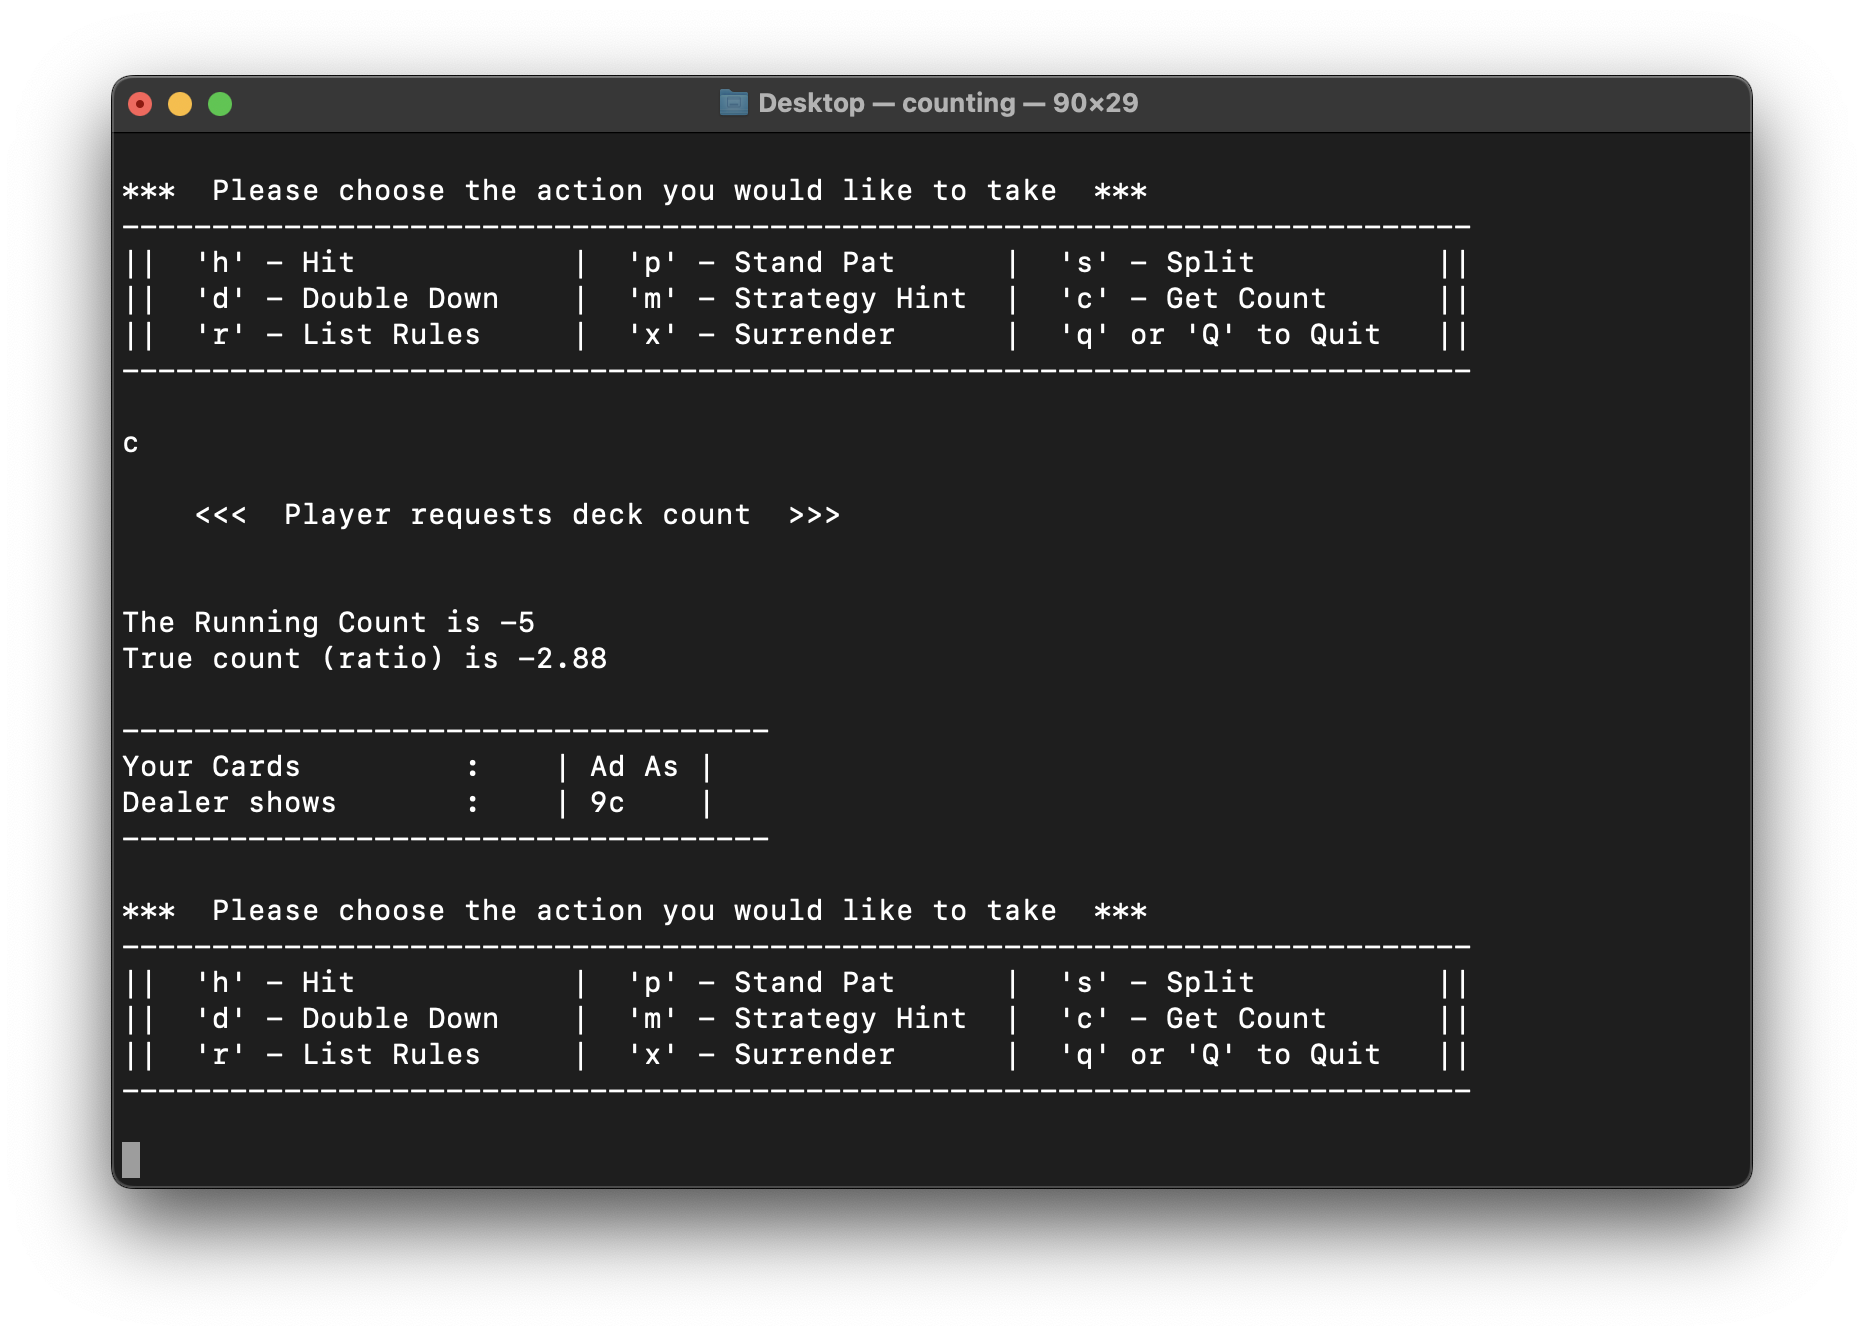 Desktop — counting — 90×29
***  Please choose the action you would like to take  ***
---------------------------------------------------------------------------
||  'h' - Hit            |  'p' - Stand Pat      |  's' - Split          ||
||  'd' - Double Down    |  'm' - Strategy Hint  |  'c' - Get Count      ||
||  'r' - List Rules     |  'x' - Surrender      |  'q' or 'Q' to Quit   ||
---------------------------------------------------------------------------
c
    <<<  Player requests deck count  >>>
The Running Count is -5
True count (ratio) is -2.88
------------------------------------
Your Cards         :    | Ad As |
Dealer shows       :    | 9c    |
------------------------------------
***  Please choose the action you would like to take  ***
---------------------------------------------------------------------------
||  'h' - Hit            |  'p' - Stand Pat      |  's' - Split          ||
||  'd' - Double Down    |  'm' - Strategy Hint  |  'c' - Get Count      ||
||  'r' - List Rules     |  'x' - Surrender      |  'q' or 'Q' to Quit   ||
---------------------------------------------------------------------------